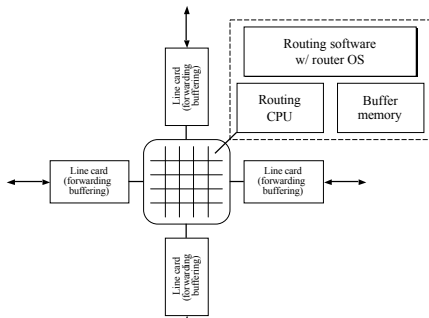 Routing software
w/ router OS
Routing
CPU
Buffer
memory
Line card
(forwarding
buffering)
Line card
(forwarding
buffering)
Line card
(forwarding
buffering)
Line card
(forwarding
buffering)